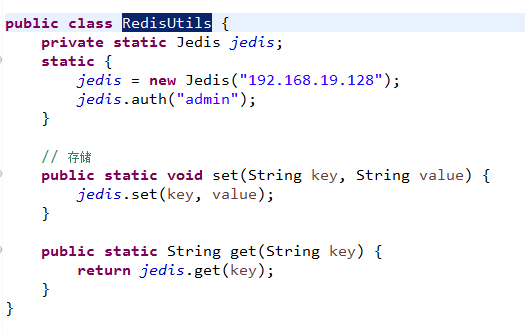 public class RedisUtils {
    private static Jedis jedis;
    static {
        jedis = new Jedis("192.168.19.128");
        jedis.auth("admin");
    }
    // 存储
    public static void set(String key, String value) {
        jedis.set(key, value);
    }
    public static String get(String key) {
        return jedis.get(key);
    }
}